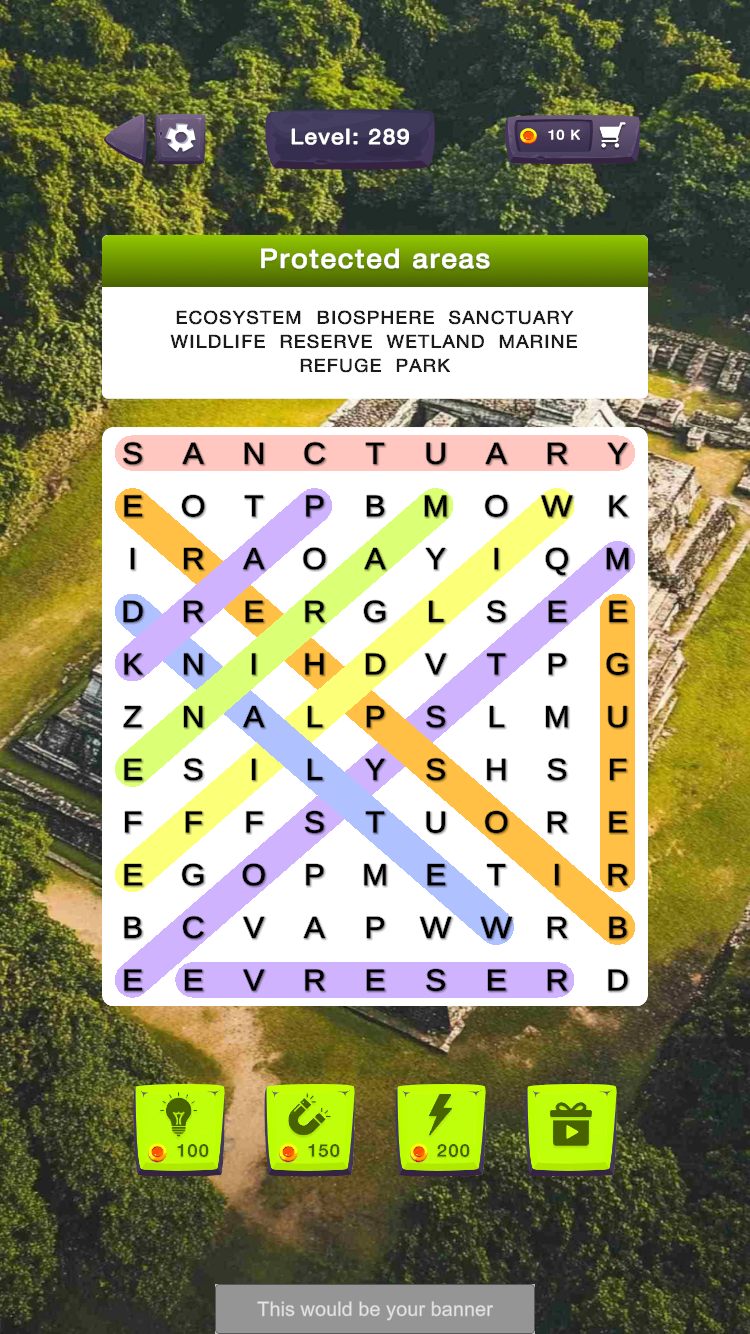 Level: 289
10 K
Protected areas
ECOSYSTEM BIOSPHERE SANCTUARY
WILDLIFE RESERVE WETLAND MARINE
REFUGE PARK
S A N C T U A R Y
E O T P B M O W K
I R A O A Y I Q M
D R E R G L S E E
K N I H D V T P G
Z N A L P S L M U
E S I L Y S H S F
F F F S T U O R E
E G O P M E T I R
B C V A P W W R B
E E V R E S E R D
100 150 200
This would be your banner